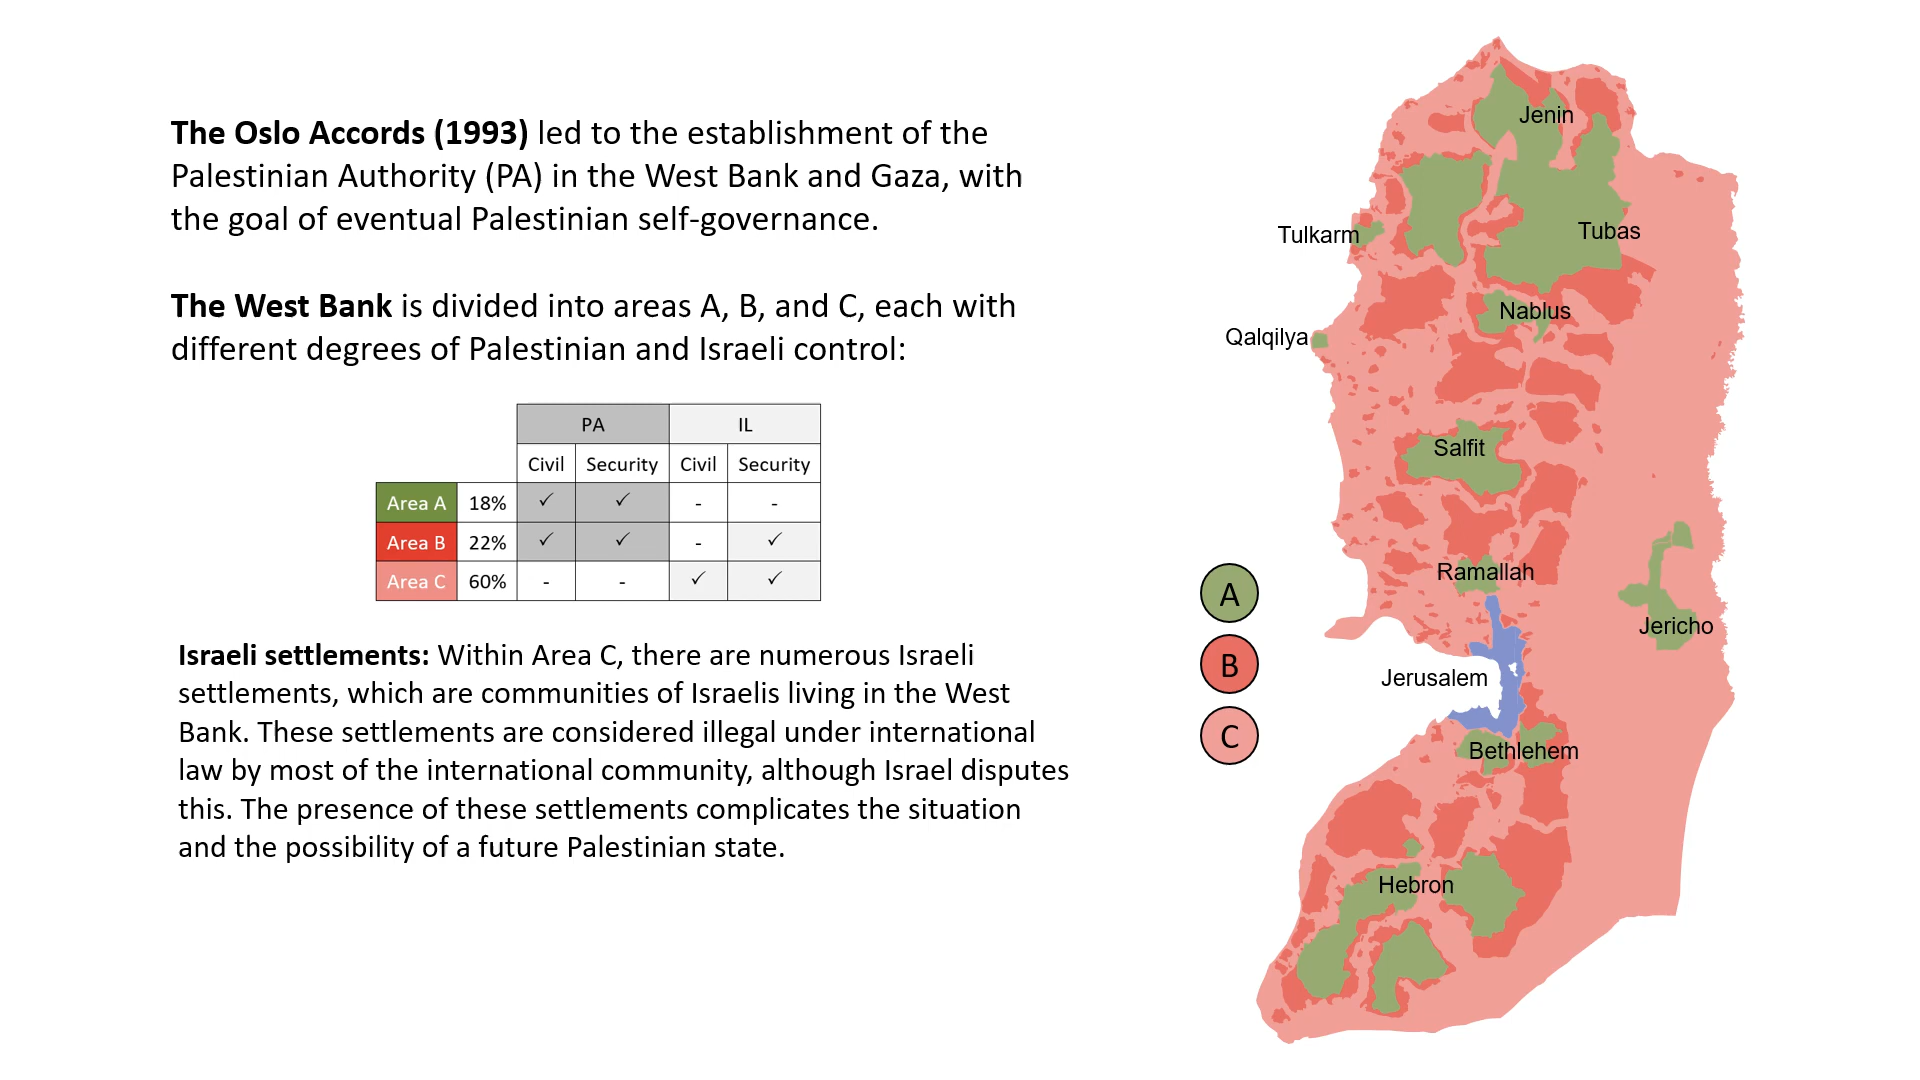 The Oslo Accords (1993) led to the establishment of the
Palestinian Authority (PA) in the West Bank and Gaza, with
the goal of eventual Palestinian self-governance.
The West Bank is divided into areas A, B, and C, each with
different degrees of Palestinian and Israeli control:
PA IL
Civil Security Civil Security
Area A 18% ✓ ✓ - -
Area B 22% ✓ ✓ - ✓
Area C 60% - - ✓ ✓
Israeli settlements: Within Area C, there are numerous Israeli
settlements, which are communities of Israelis living in the West
Bank. These settlements are considered illegal under international
law by most of the international community, although Israel disputes
this. The presence of these settlements complicates the situation
and the possibility of a future Palestinian state.
Jenin
Tulkarm
Tubas
Nablus
Qalqilya
Salfit
Ramallah
Jericho
Jerusalem
Bethlehem
Hebron
A
B
C